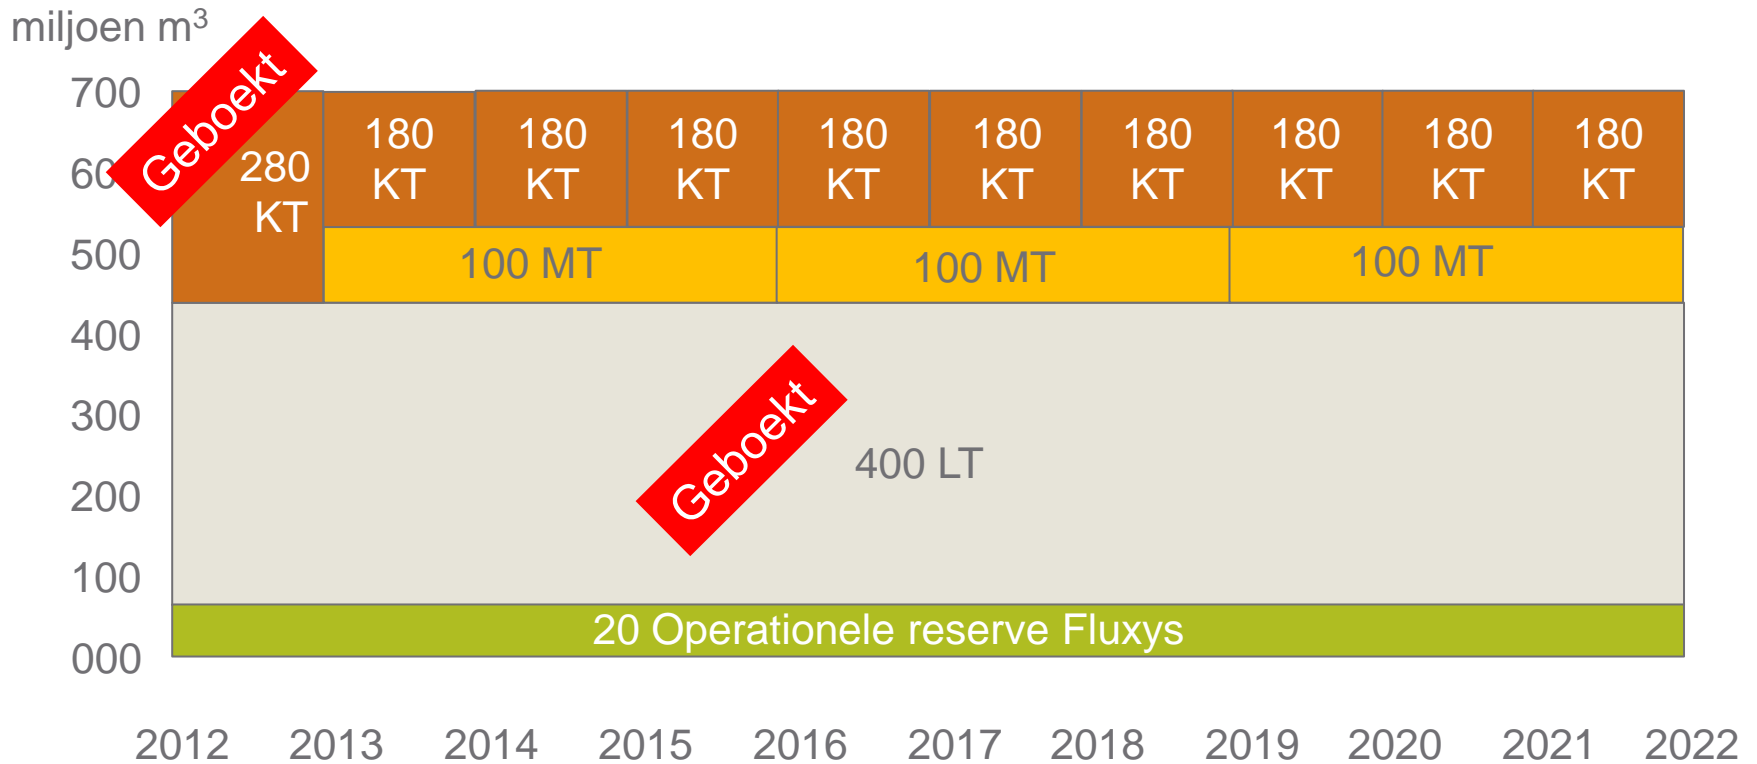 miljoen m³
700
Geboekt
280
KT
180
KT
180
KT
180
KT
180
KT
180
KT
180
KT
180
KT
180
KT
180
KT
60
500
100 MT
100 MT
100 MT
400
300
Geboekt
400 LT
200
100
20 Operationele reserve Fluxys
000
2012 2013 2014 2015 2016 2017 2018 2019 2020 2021 2022